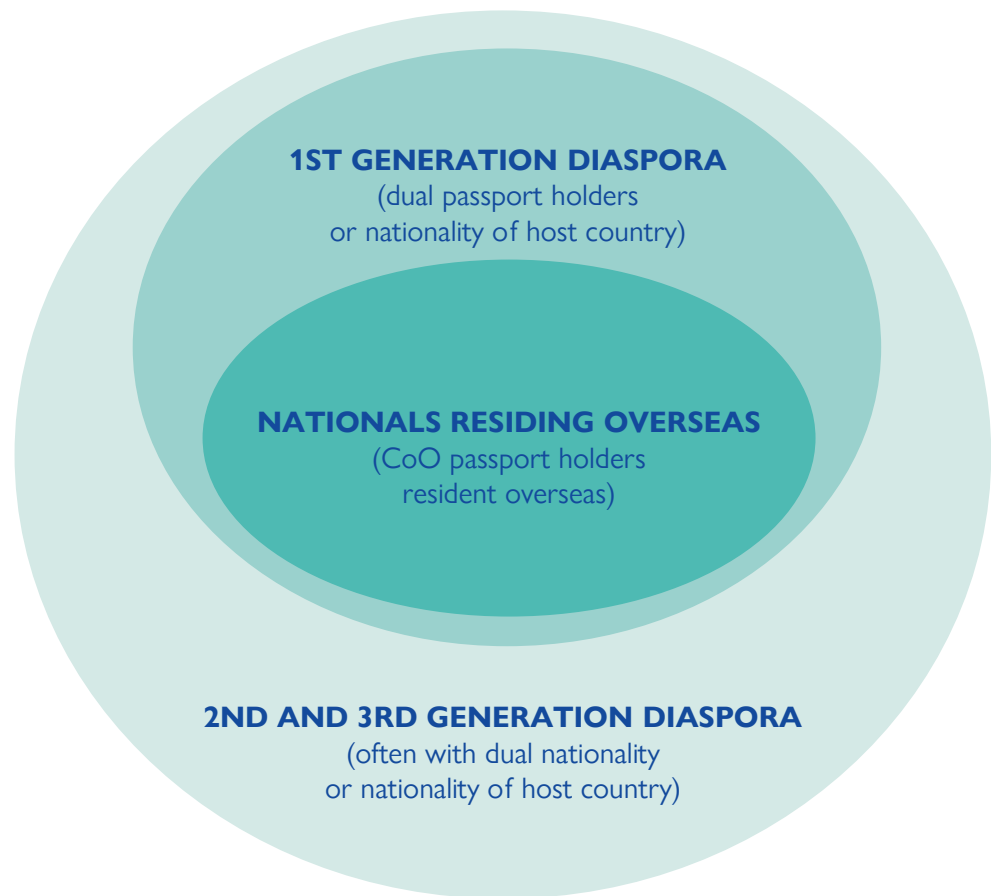 1ST GENERATION DIASPORA
(dual passport holders
or nationality of host country)
NATIONALS RESIDING OVERSEAS
(CoO passport holders
resident overseas)
2ND AND 3RD GENERATION DIASPORA
(often with dual nationality
or nationality of host country)